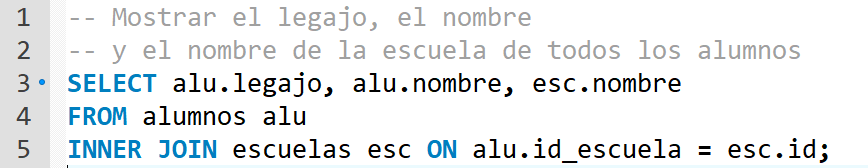 1 -- Mostrar el legajo, el nombre
2 -- y el nombre de la escuela de todos los alumnos
3 SELECT alu.legajo, alu.nombre, esc.nombre
4 FROM alumnos alu
5 INNER JOIN escuelas esc ON alu.id_escuela = esc.id;